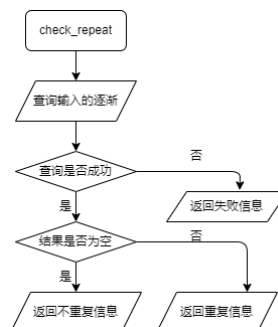 check_repeat
查询输入的逐渐
查询是否成功
否
是
返回失败信息
结果是否为空
否
是
返回不重复信息
返回重复信息